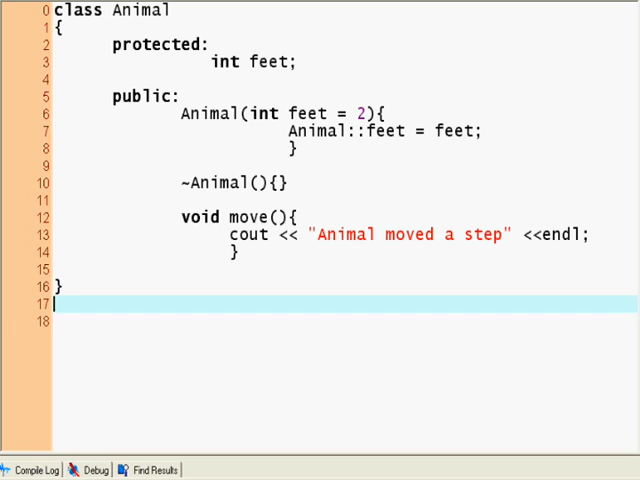 0 class Animal
1 {
2 protected:
3 int feet;
4
5 public:
6 Animal(int feet = 2){
7 Animal::feet = feet;
8 }
9
10 ~Animal(){}
11
12 void move(){
13 cout << "Animal moved a step" <<endl;
14 }
15
16 }
17
18
Compile Log Debug Find Results